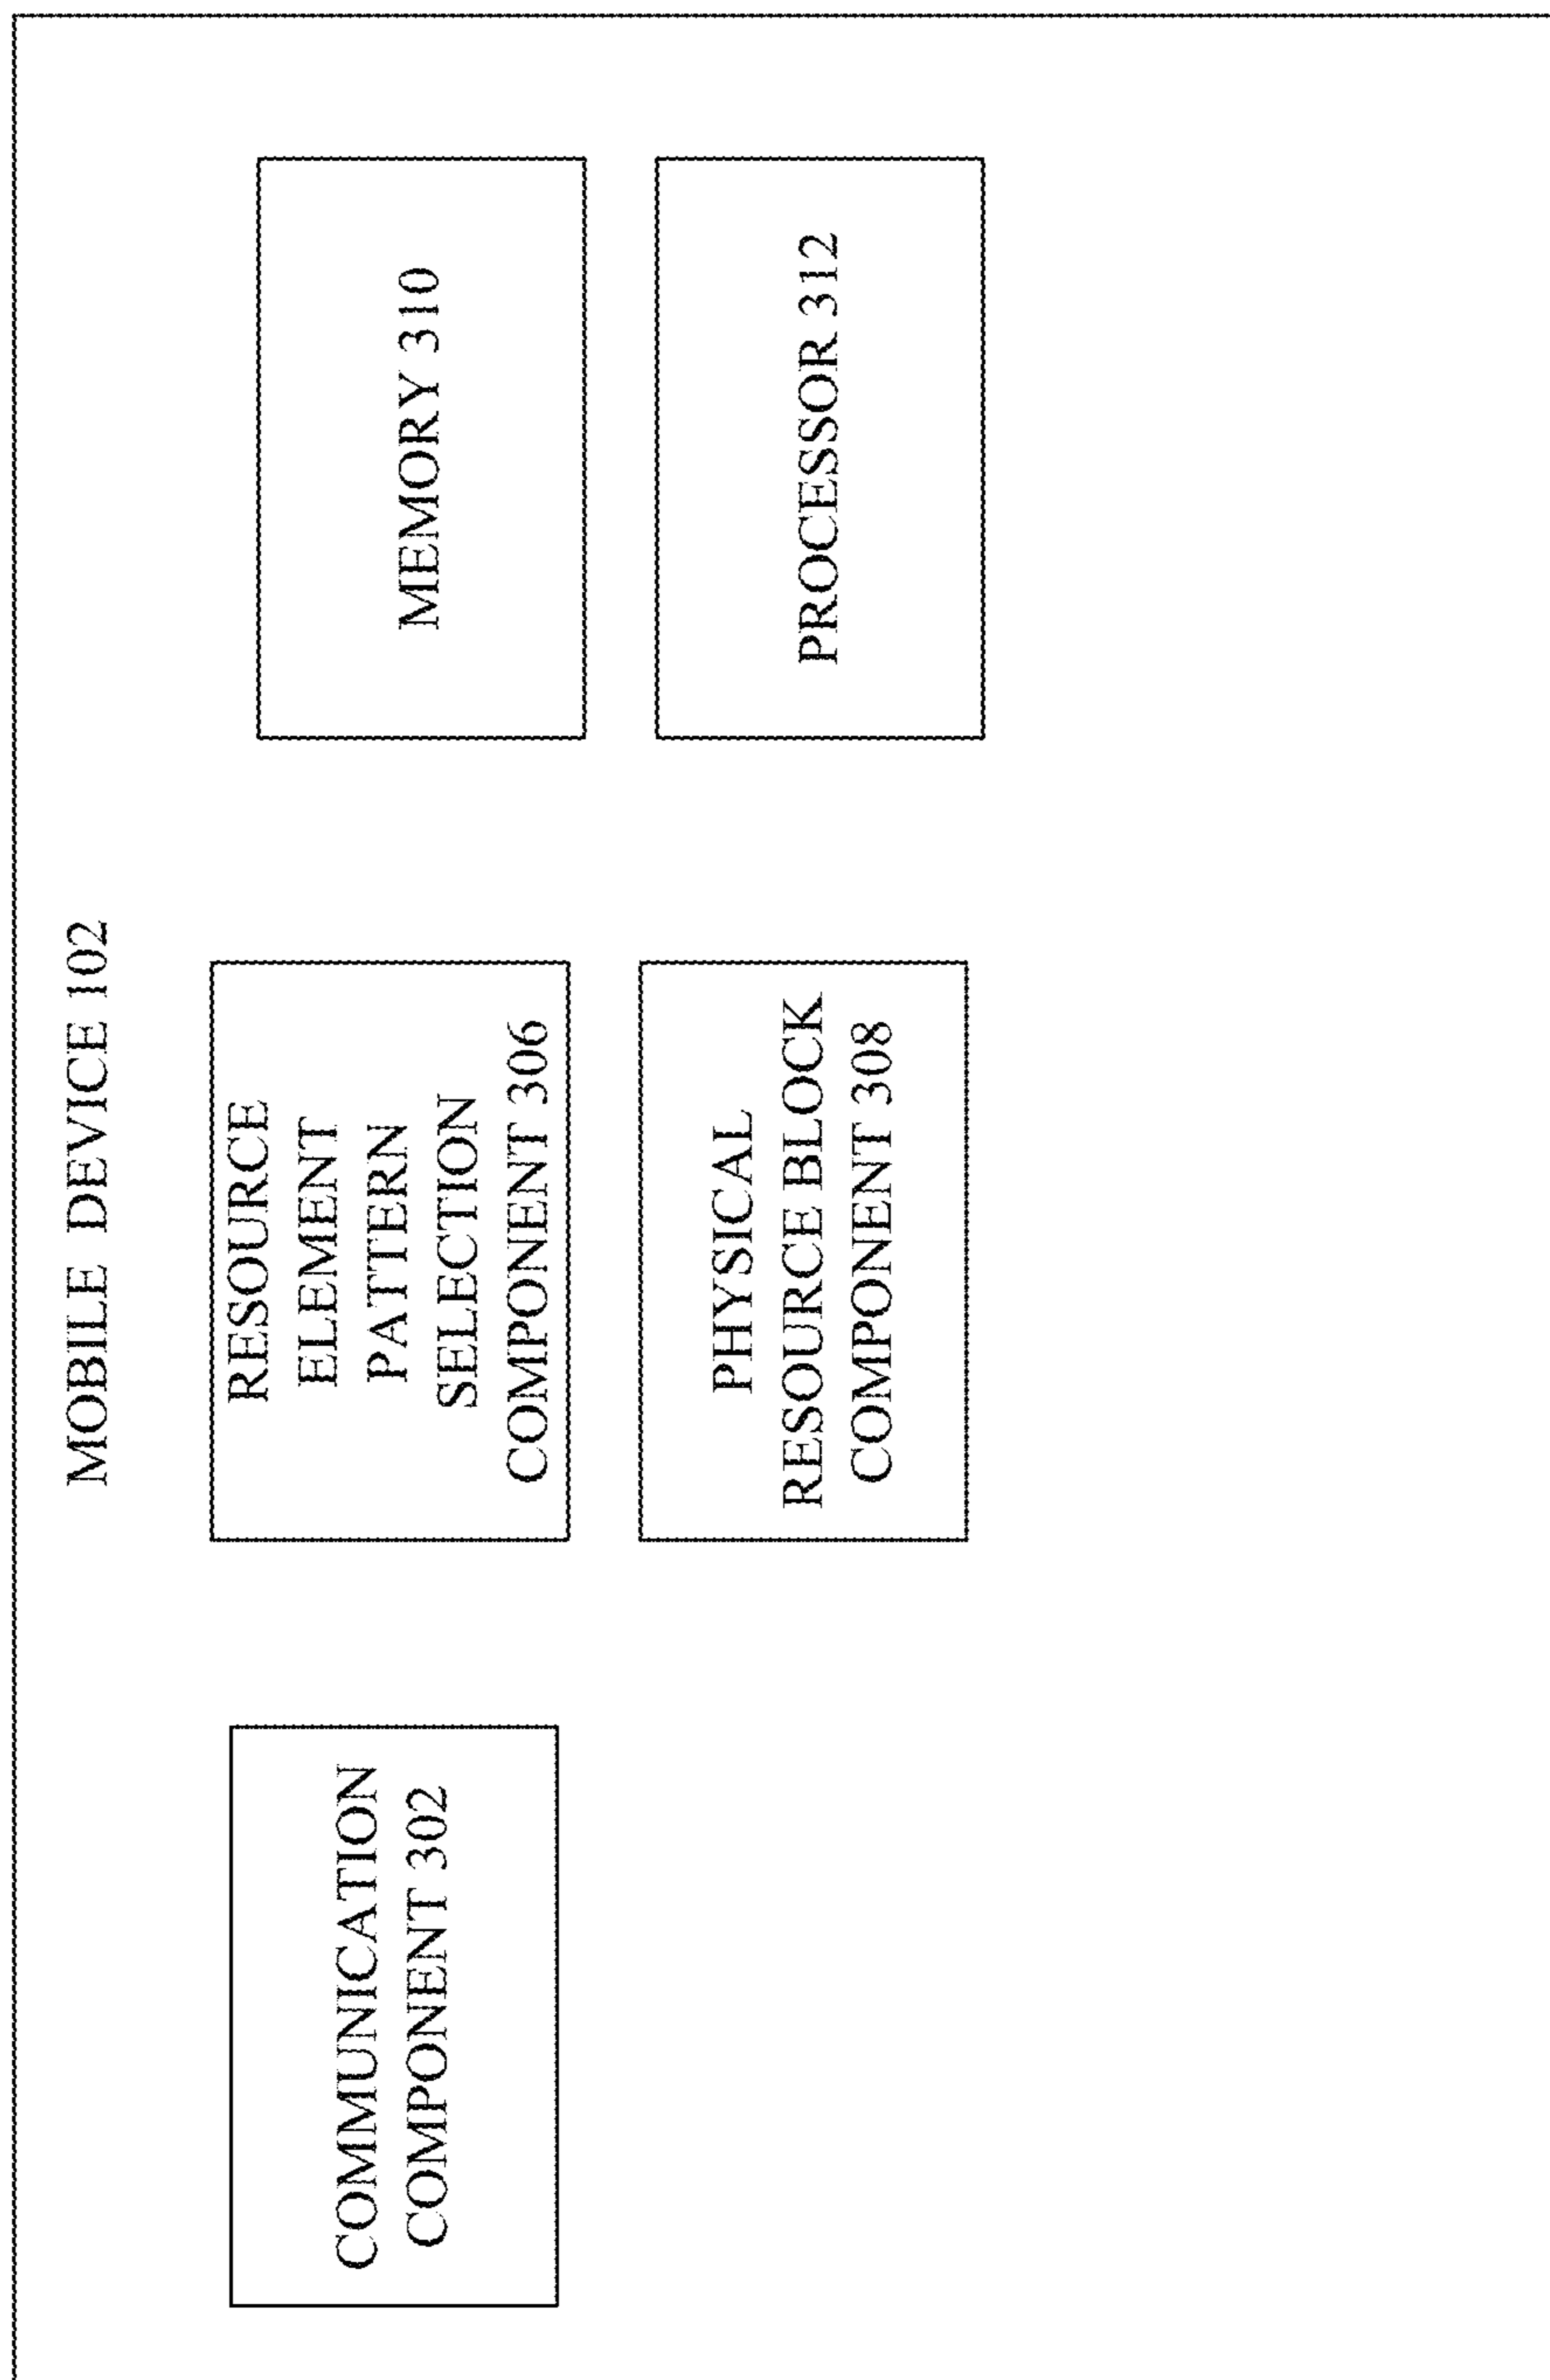 MOBILE DEVICE 102
COMMUNICATION
COMPONENT 302
RESOURCE
ELEMENT
PATTERN
SELECTION
COMPONENT 306
PHYSICAL
RESOURCE BLOCK
COMPONENT 308
MEMORY 310
PROCESSOR 312